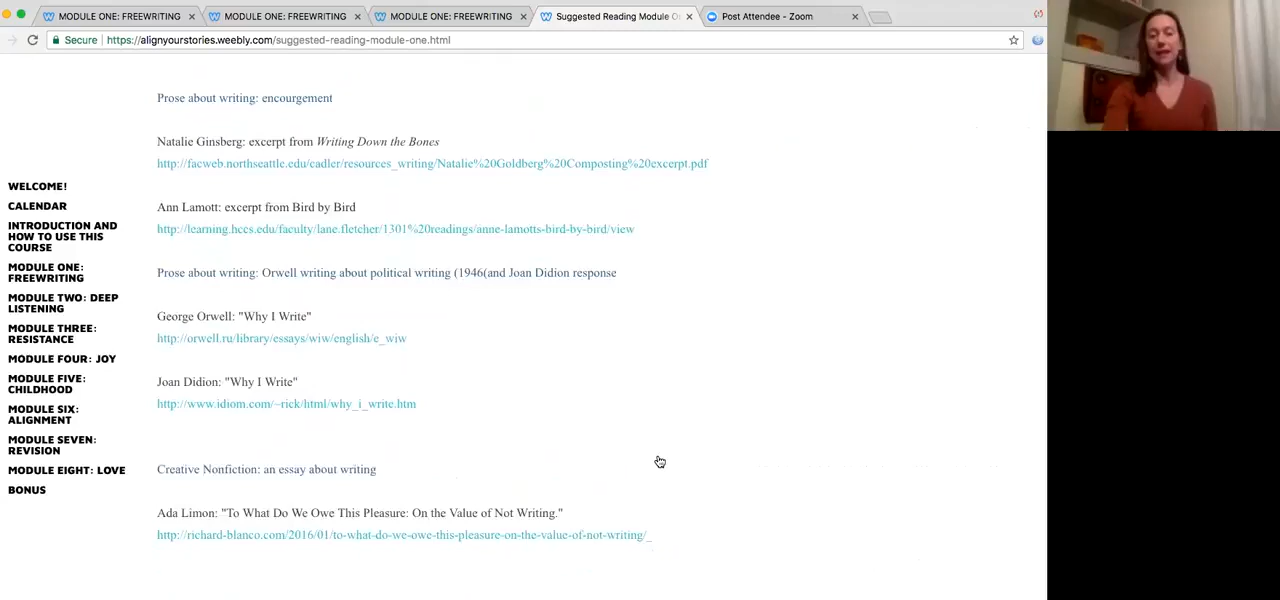 MODULE ONE: FREEWRITING
MODULE ONE: FREEWRITING
MODULE ONE: FREEWRITING
Suggested Reading Module O
Post Attendee - Zoom
Secure
https://alignyourstories.weebly.com/suggested-reading-module-one.html
WELCOME!
CALENDAR
INTRODUCTION AND
HOW TO USE THIS
COURSE
MODULE ONE:
FREEWRITING
MODULE TWO: DEEP
LISTENING
MODULE THREE:
RESISTANCE
MODULE FOUR: JOY
MODULE FIVE:
CHILDHOOD
MODULE SIX:
ALIGNMENT
MODULE SEVEN:
REVISION
MODULE EIGHT: LOVE
BONUS
Prose about writing: encourgement
Natalie Ginsberg: excerpt from Writing Down the Bones
http://facweb.northseattle.edu/cadler/resources_writing/Natalie%20Goldberg%20Composting%20excerpt.pdf
Ann Lamott: excerpt from Bird by Bird
http://learning.hccs.edu/faculty/lane.fletcher/1301%20readings/anne-lamotts-bird-by-bird/view
Prose about writing: Orwell writing about political writing (1946(and Joan Didion response
George Orwell: "Why I Write"
http://orwell.ru/library/essays/wiw/english/e_wiw
Joan Didion: "Why I Write"
http://www.idiom.com/~rick/html/why_i_write.htm
Creative Nonfiction: an essay about writing
Ada Limon: "To What Do We Owe This Pleasure: On the Value of Not Writing."
http://richard-blanco.com/2016/01/to-what-do-we-owe-this-pleasure-on-the-value-of-not-writing/_